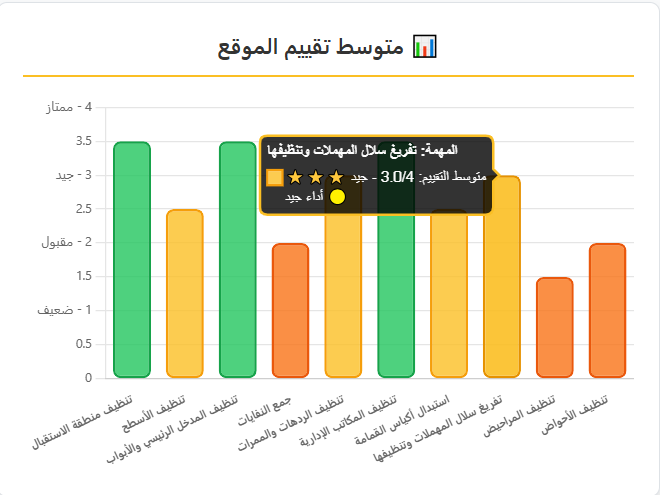 📊 متوسط تقييم الموقع
4 - ممتاز
3.5
3 - جيد
2.5
2 - مقبول
1.5
1 - ضعيف
0.5
0
المهمة: تفريغ سلال المهملات وتنظيفها
متوسط التقييم: 3.0/4 - جيد ★ ★ ★
🟡 أداء جيد
تنظيف منطقة الاستقبال
تنظيف الأسطح
تنظيف المدخل الرئيسي والأبواب
جمع النفايات
تنظيف الردهات والممرات
تنظيف المكاتب الإدارية
استبدال أكياس القمامة
تفريغ سلال المهملات وتنظيفها
تنظيف المراحيض
تنظيف الأحواض